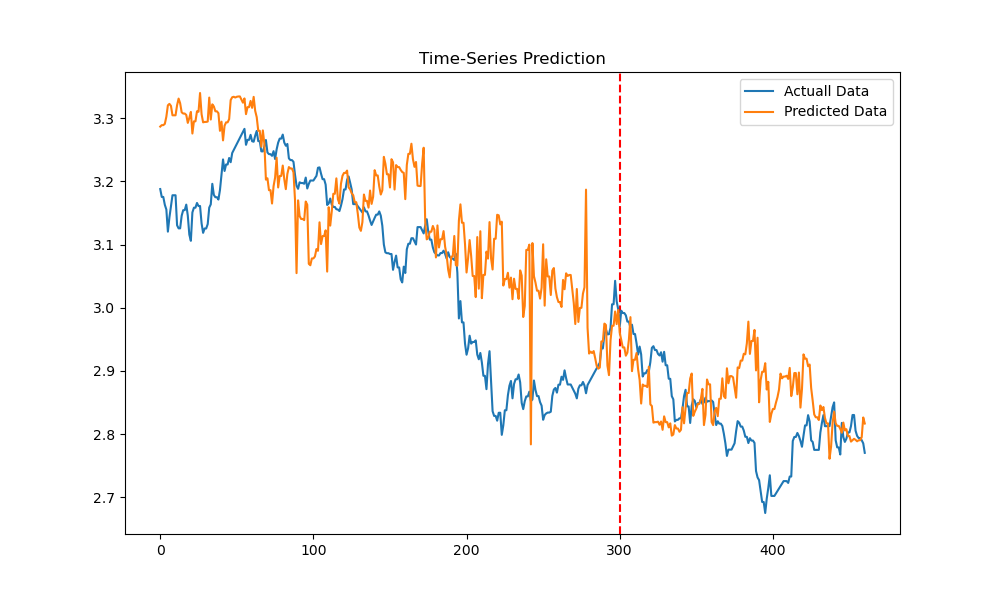 Time-Series Prediction
Actuall Data
Predicted Data
3.3
3.2
3.1
3.0
2.9
2.8
2.7
0 100 200 300 400